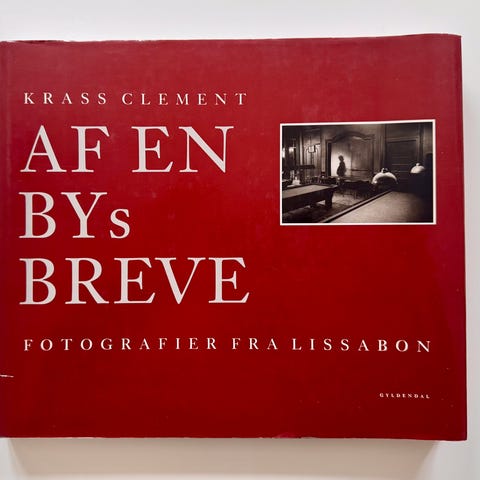 KRASS CLEMENT
AF EN
BYs
BREVE
FOTOGRAFIER FRA LISSABON
GYLDENDAL